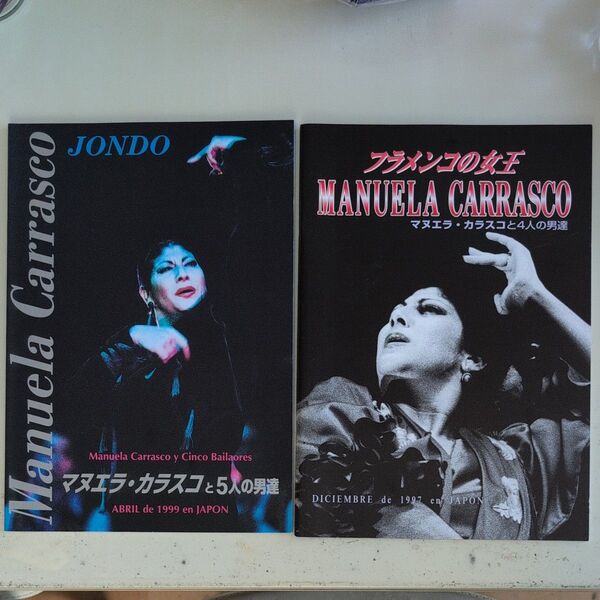 Manuela Carrasco
JONDO
Manuela Carrasco y Cinco Bailaores
マヌエラ・カラスコと5人の男達
ABRIL de 1999 en JAPON
フラメンコの女王
MANUELA CARRASCO
マヌエラ・カラスコと4人の男達
DICIEMBRE de 1997 en JAPON